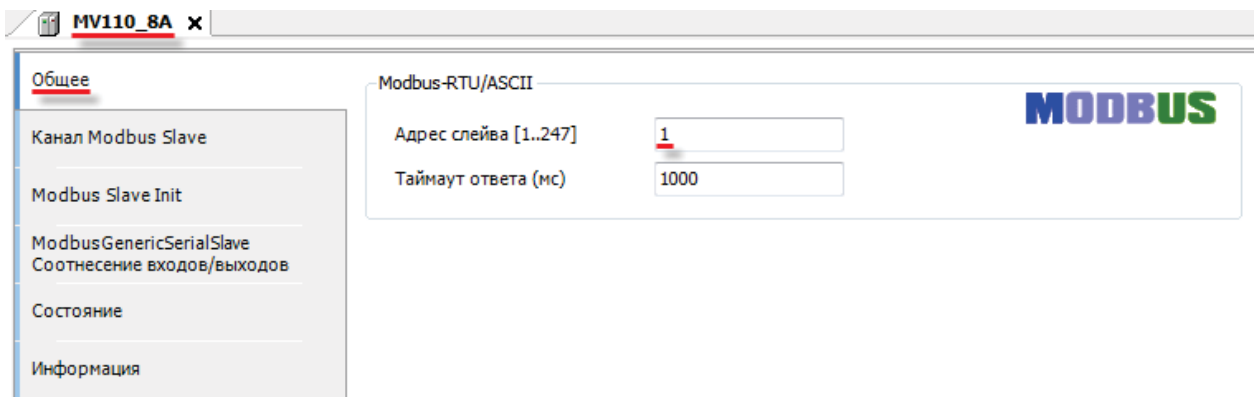 MV110_8A x
Общее
Канал Modbus Slave
Modbus Slave Init
ModbusGenericSerialSlave
Соотнесение входов/выходов
Состояние
Информация
Modbus-RTU/ASCII
MODBUS
Адрес слейва [1..247] 1
Таймаут ответа (мс) 1000